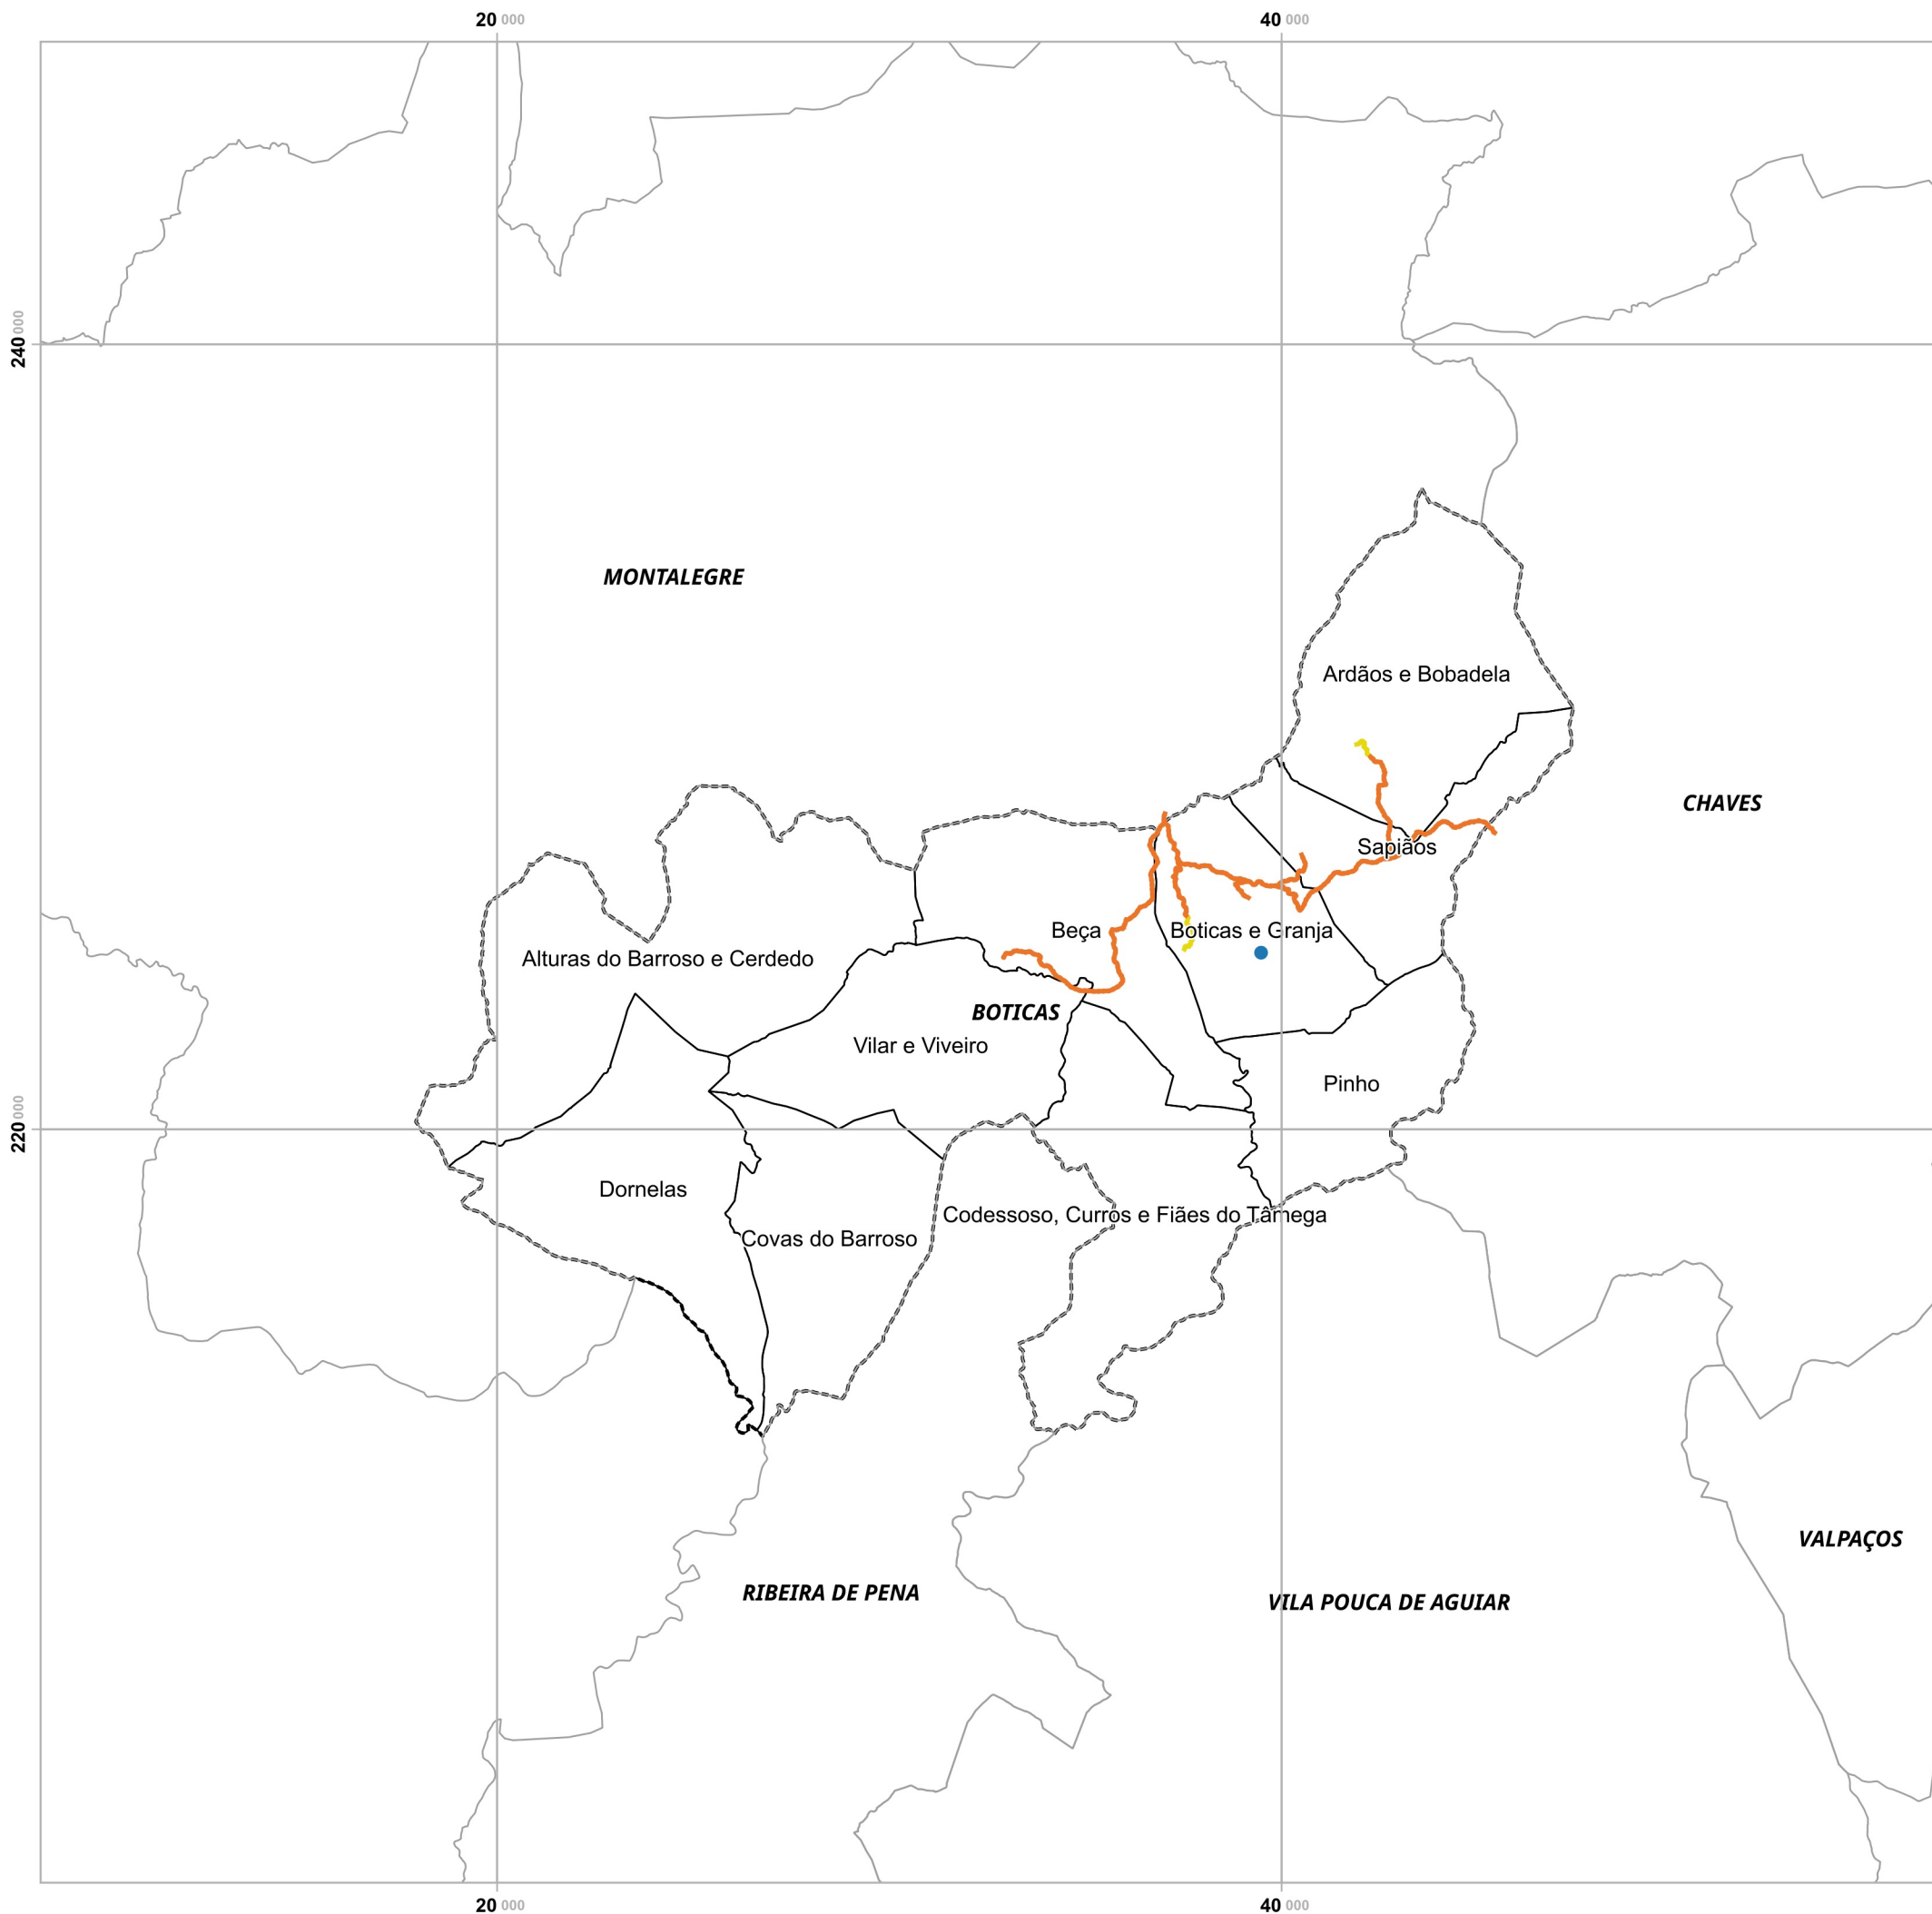 20 000
40 000
240 000
MONTALEGRE
Ardãos e Bobadela
CHAVES
Sapiãos
Beça
Boticas e Granja
Alturas do Barroso e Cerdedo
BOTICAS
Vilar e Viveiro
Pinho
220 000
Dornelas
Codessoso, Curros e Fiães do Tâmega
Covas do Barroso
VALPAÇOS
RIBEIRA DE PENA
VILA POUCA DE AGUIAR
20 000
40 000